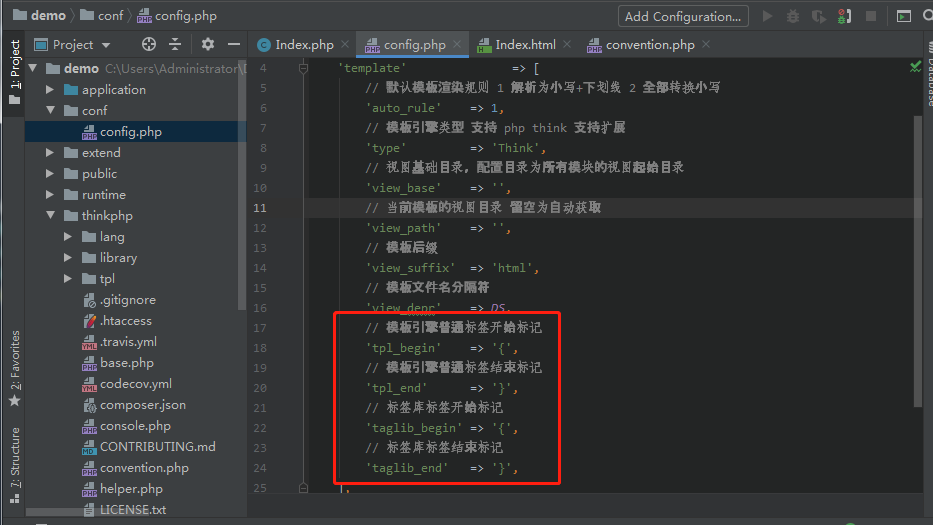 demo conf config.php
Add Configuration...
Project
Index.php config.php Index.html convention.php
1: Project
demo C:\Users\Administrator\
application
conf
config.php
extend
public
runtime
thinkphp
lang
library
tpl
.gitignore
.htaccess
.travis.yml
base.php
codecov.yml
composer.json
console.php
CONTRIBUTING.md
convention.php
helper.php
LICENSE.txt
2: Favorites
7: Structure
4 'template' => [
5 // 默认模板渲染规则 1 解析为小写+下划线 2 全部转换小写
6 'auto_rule' => 1,
7 // 模板引擎类型 支持 php think 支持扩展
8 'type' => 'Think',
9 // 视图基础目录，配置目录为所有模块的视图起始目录
10 'view_base' => '',
11 // 当前模板的视图目录 留空为自动获取
12 'view_path' => '',
13 // 模板后缀
14 'view_suffix' => 'html',
15 // 模板文件名分隔符
16 'view_depr' => DS,
17 // 模板引擎普通标签开始标记
18 'tpl_begin' => '{',
19 // 模板引擎普通标签结束标记
20 'tpl_end' => '}',
21 // 标签库标签开始标记
22 'taglib_begin' => '{',
23 // 标签库标签结束标记
24 'taglib_end' => '}',
25 ],
Database